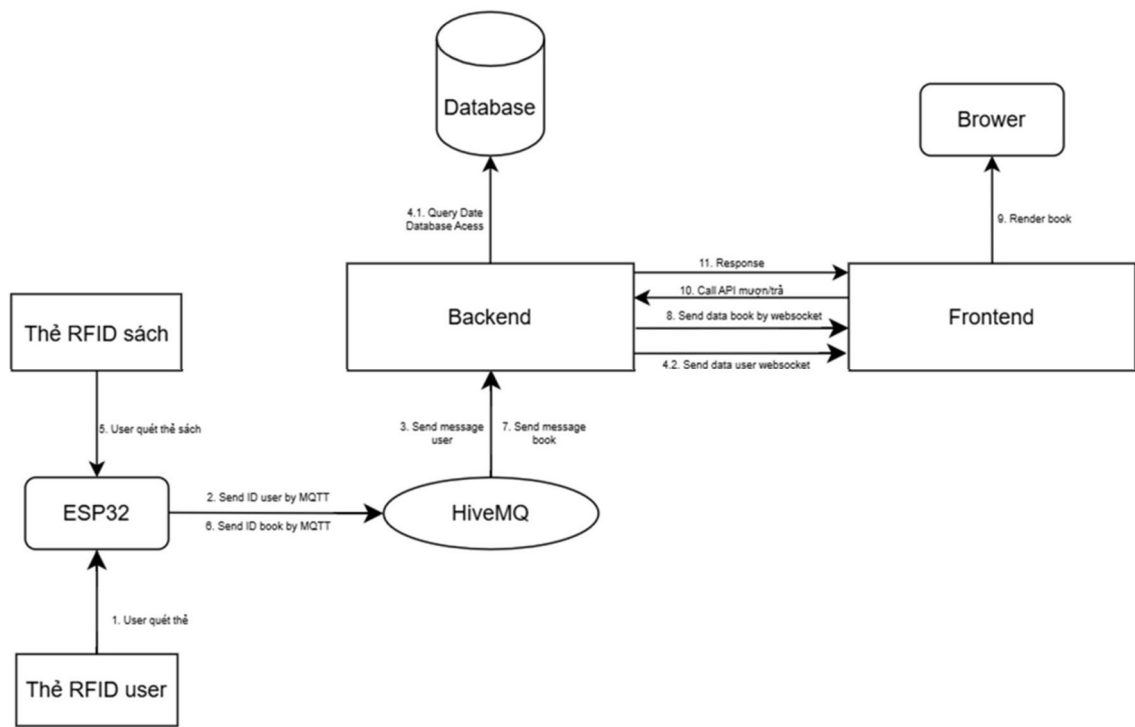 Database
Brower
4.1. Query Date
Database Acess
9. Render book
11. Response
10. Call API mượn/trả
Backend
8. Send data book by websocket
Frontend
4.2. Send data user websocket
Thẻ RFID sách
5. User quét thẻ sách
3. Send message
user
7. Send message
book
ESP32
2. Send ID user by MQTT
6. Send ID book by MQTT
HiveMQ
1. User quét thẻ
Thẻ RFID user